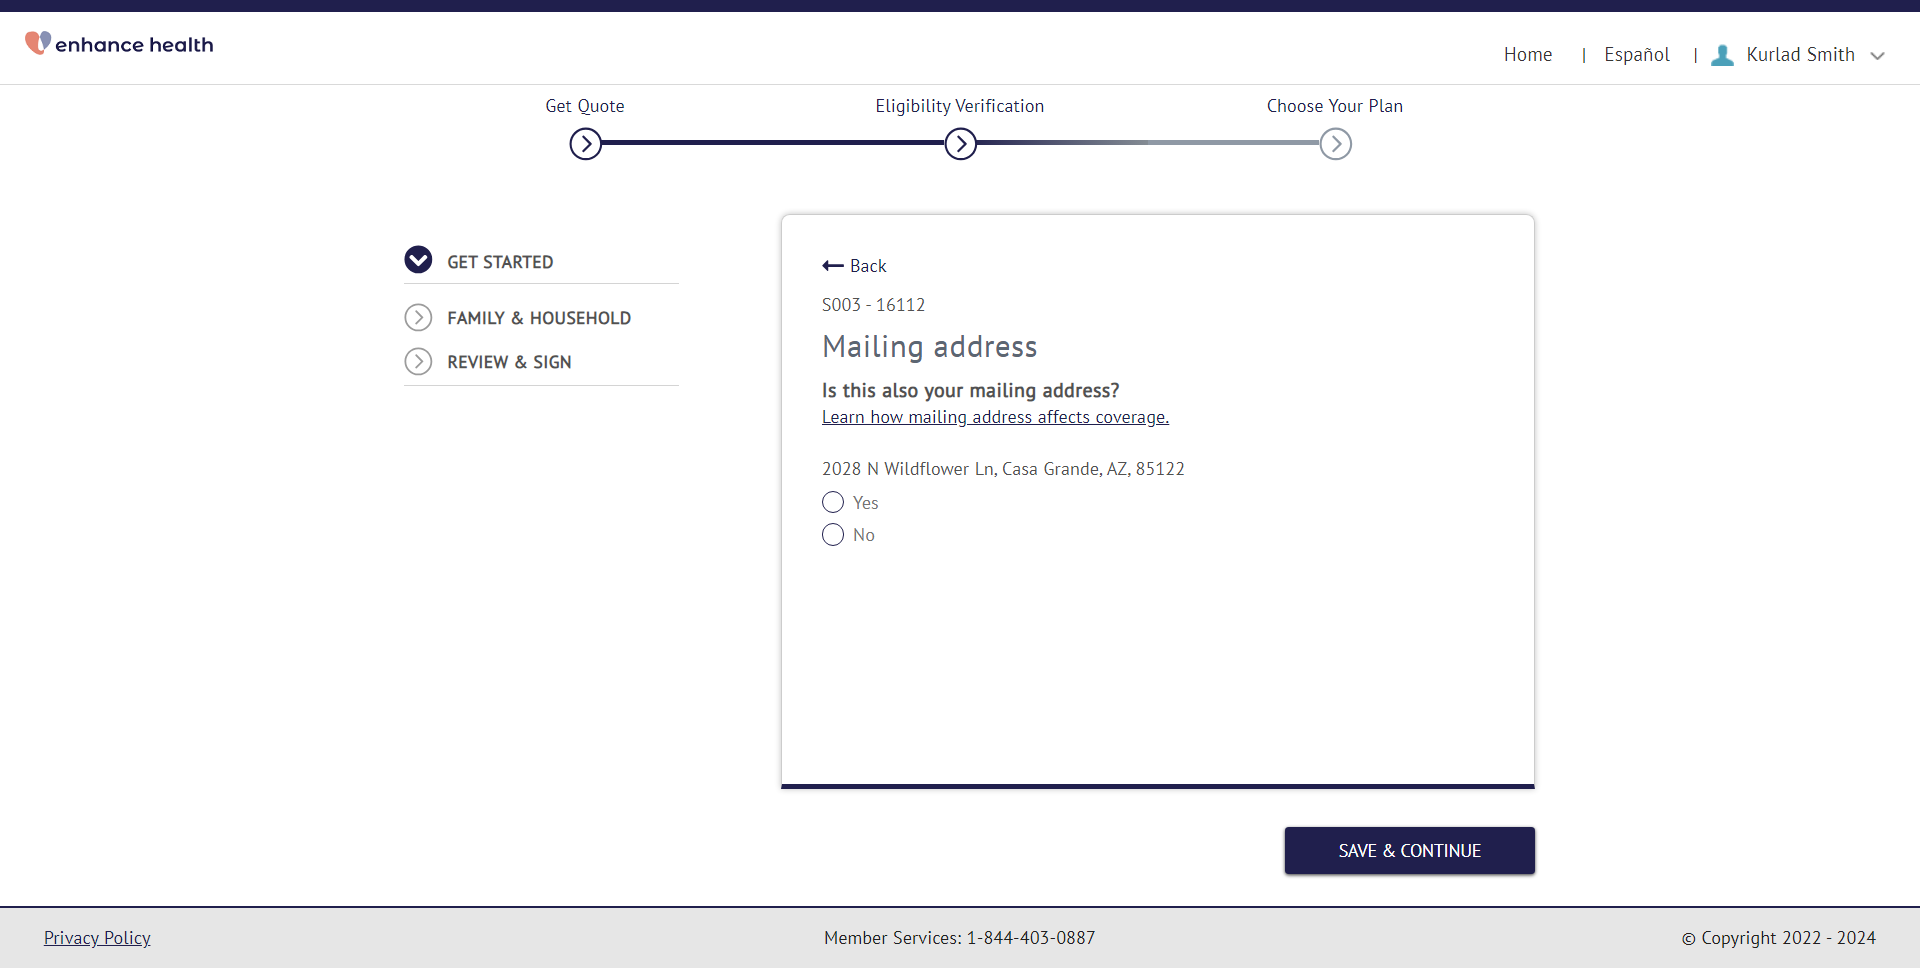 enhance health
Home | Español | Kurlad Smith
Get Quote
Eligibility Verification
Choose Your Plan
GET STARTED
FAMILY & HOUSEHOLD
REVIEW & SIGN
Back
S003 - 16112
Mailing address
Is this also your mailing address?
Learn how mailing address affects coverage.
2028 N Wildflower Ln, Casa Grande, AZ, 85122
Yes
No
SAVE & CONTINUE
Privacy Policy
Member Services: 1-844-403-0887
© Copyright 2022 - 2024